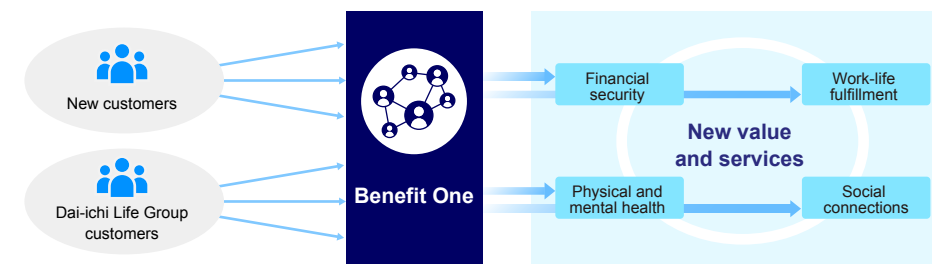 New customers
Dai-ichi Life Group
customers
Benefit One
Financial
security
Work-life
fulfillment
New value
and services
Physical and
mental health
Social
connections